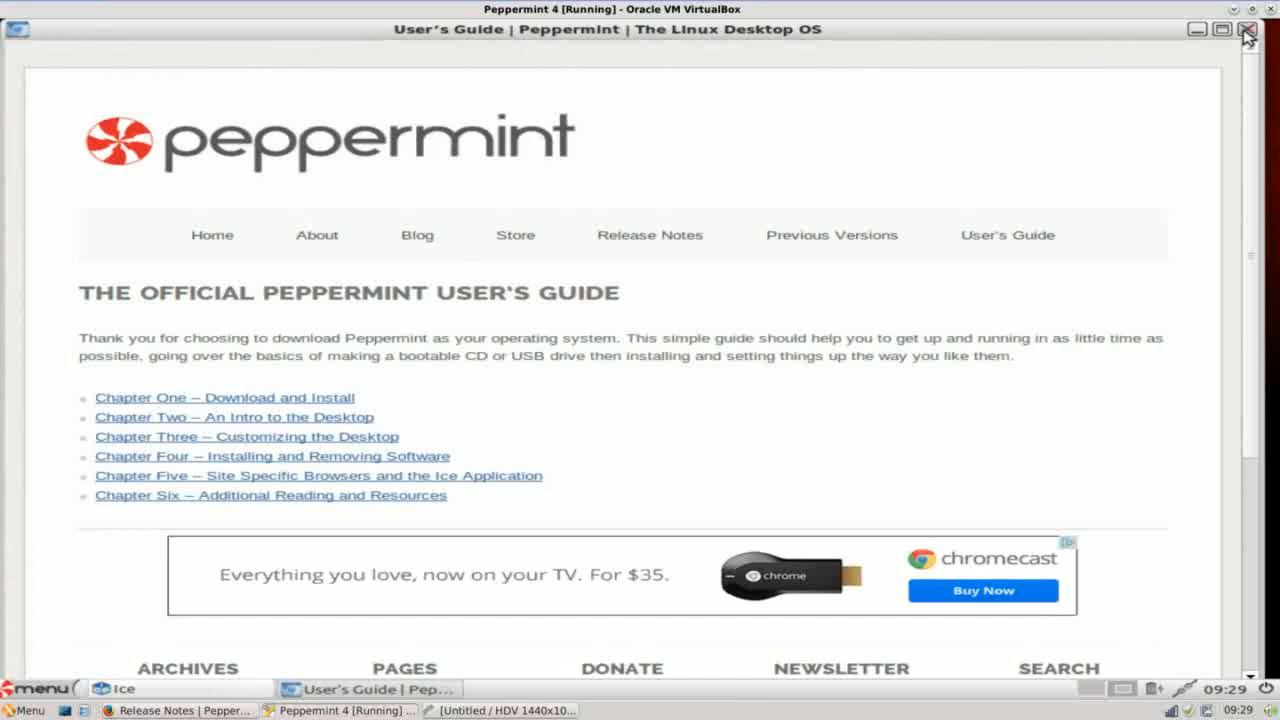 Peppermint 4 [Running] - Oracle VM VirtualBox
User's Guide | Peppermint | The Linux Desktop OS
peppermint
Home About Blog Store Release Notes Previous Versions User's Guide
THE OFFICIAL PEPPERMINT USER'S GUIDE
Thank you for choosing to download Peppermint as your operating system. This simple guide should help you to get up and running in as little time as
possible, going over the basics of making a bootable CD or USB drive then installing and setting things up the way you like them.
Chapter One – Download and Install
Chapter Two – An Intro to the Desktop
Chapter Three – Customizing the Desktop
Chapter Four – Installing and Removing Software
Chapter Five – Site Specific Browsers and the Ice Application
Chapter Six – Additional Reading and Resources
Everything you love, now on your TV. For $35.
chrome
chromecast
Buy Now
ARCHIVES PAGES DONATE NEWSLETTER SEARCH
menu Ice User's Guide | Pep... 09:29
Menu Release Notes | Pepper... Peppermint 4 [Running] ... [Untitled / HDV 1440x10... 09:29